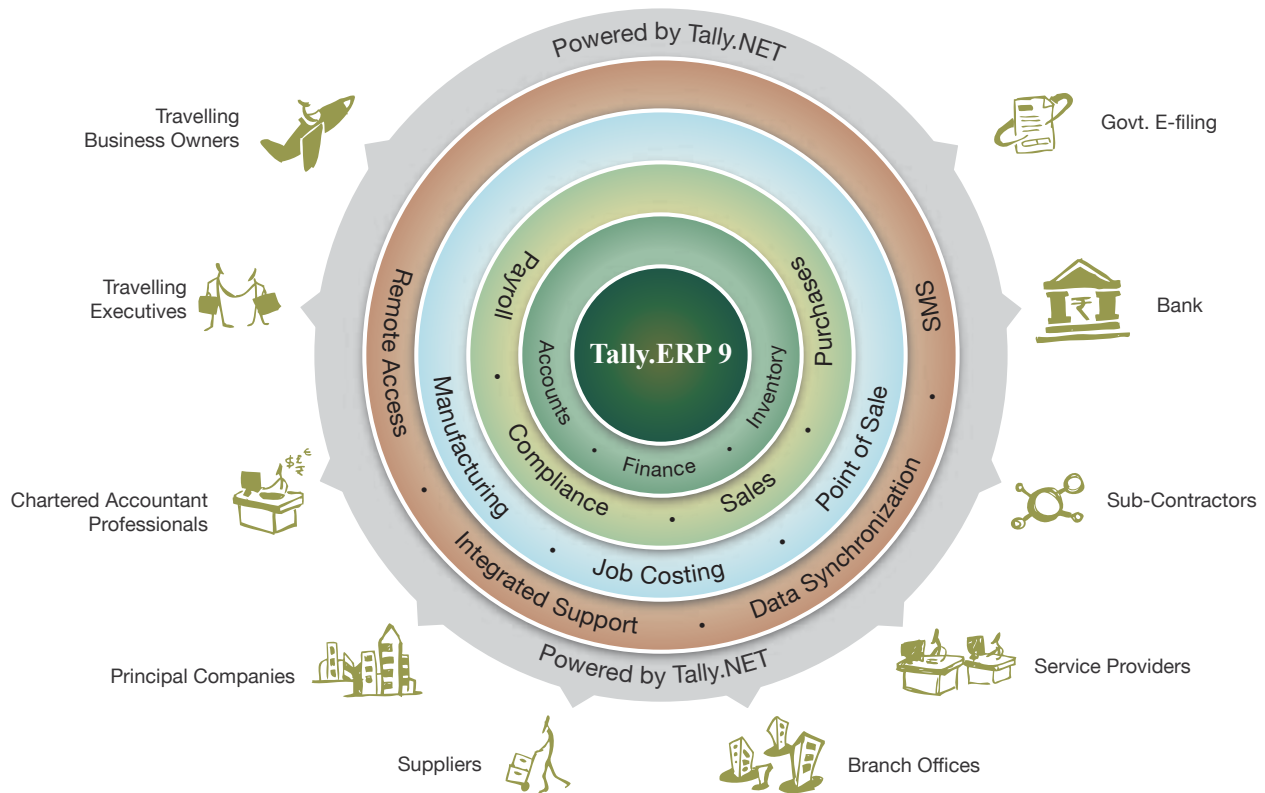 Powered by Tally.NET
Travelling
Business Owners
Govt. E-filing
Travelling
Executives
Bank
₹
Chartered Accountant
Professionals
$ £ €
₹
Sub-Contractors
Principal Companies
Service Providers
Suppliers
Branch Offices
Remote Access • Integrated Support • Data Synchronization • SMS
Manufacturing • Job Costing • Point of Sale
Payroll • Compliance • Sales • Purchases
Accounts • Finance • Inventory
Tally.ERP 9
Powered by Tally.NET